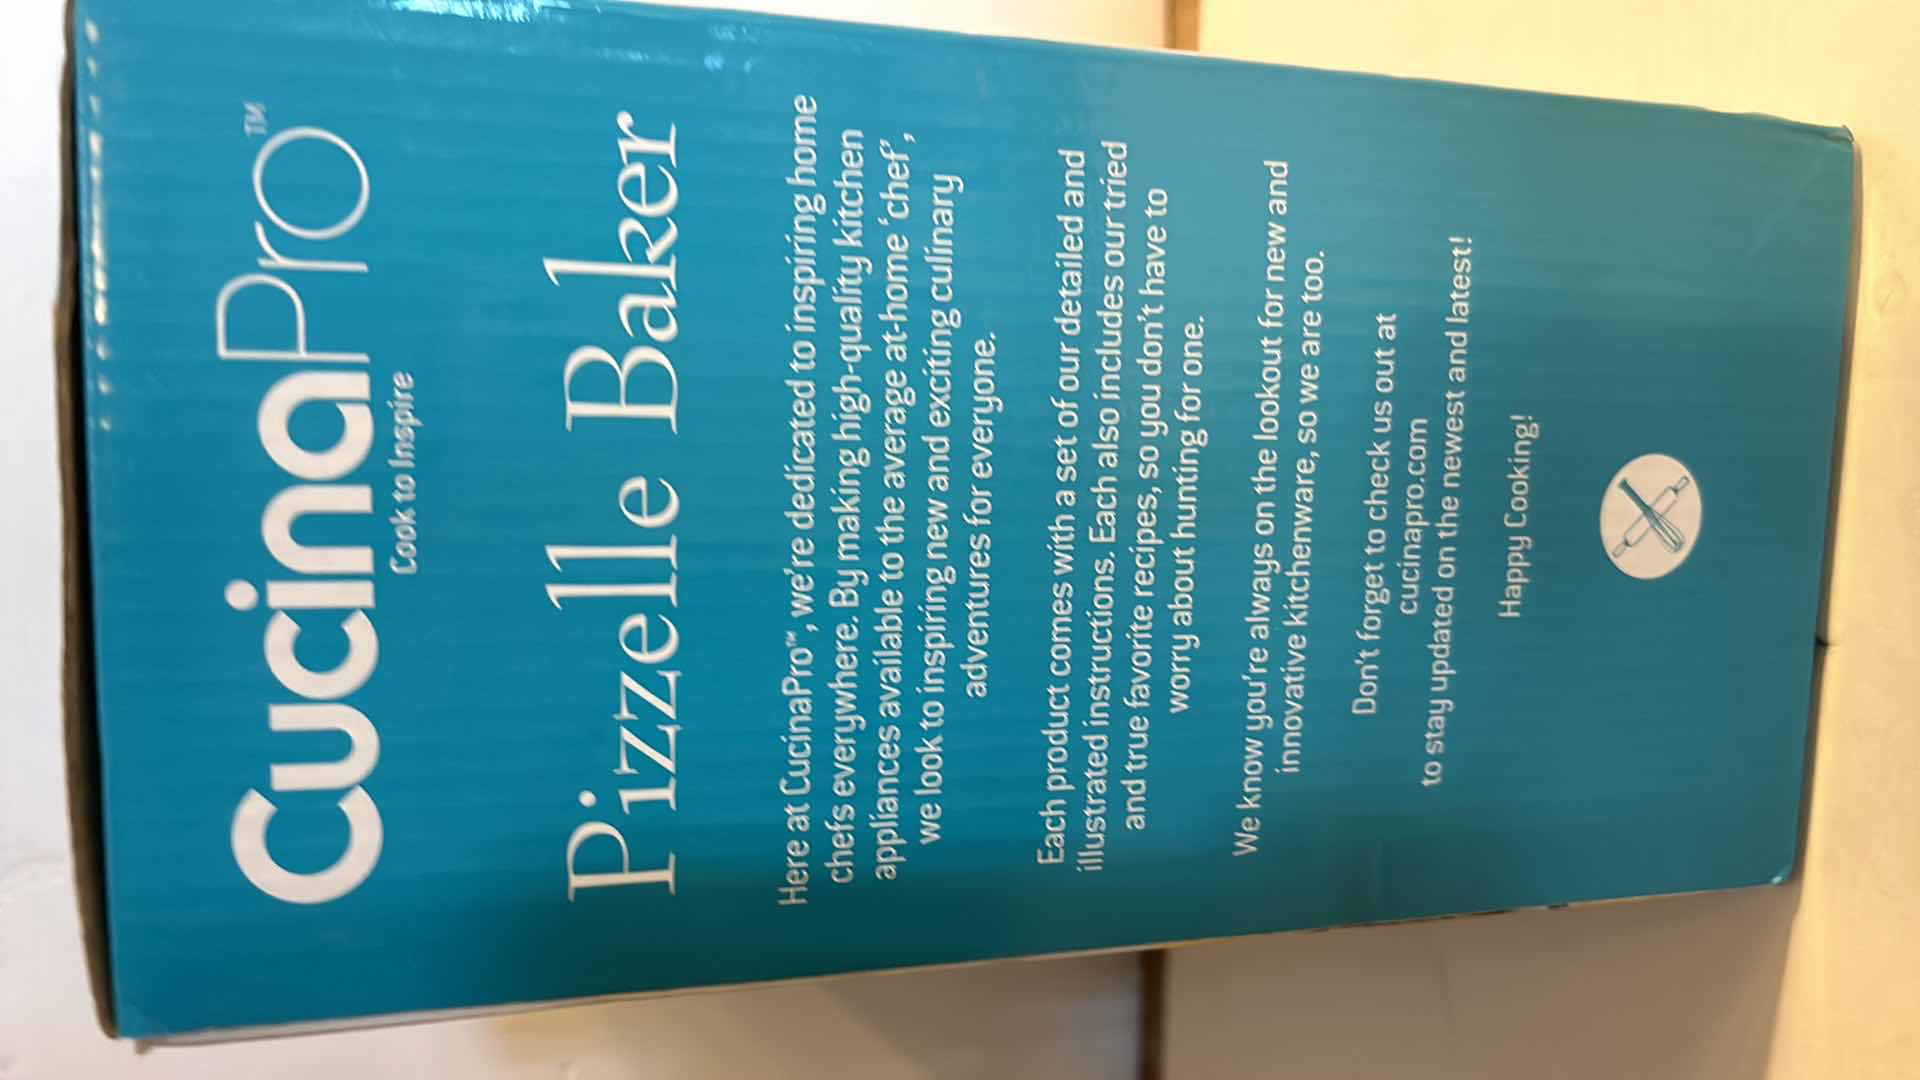 CucinaPro™
Cook to Inspire
Pizzelle Baker
Here at CucinaPro™, we're dedicated to inspiring home
chefs everywhere. By making high-quality kitchen
appliances available to the average at-home ‘chef’,
we look to inspiring new and exciting culinary
adventures for everyone.
Each product comes with a set of our detailed and
illustrated instructions. Each also includes our tried
and true favorite recipes, so you don't have to
worry about hunting for one.
We know you're always on the lookout for new and
innovative kitchenware, so we are too.
Don't forget to check us out at
cucinapro.com
to stay updated on the newest and latest!
Happy Cooking!